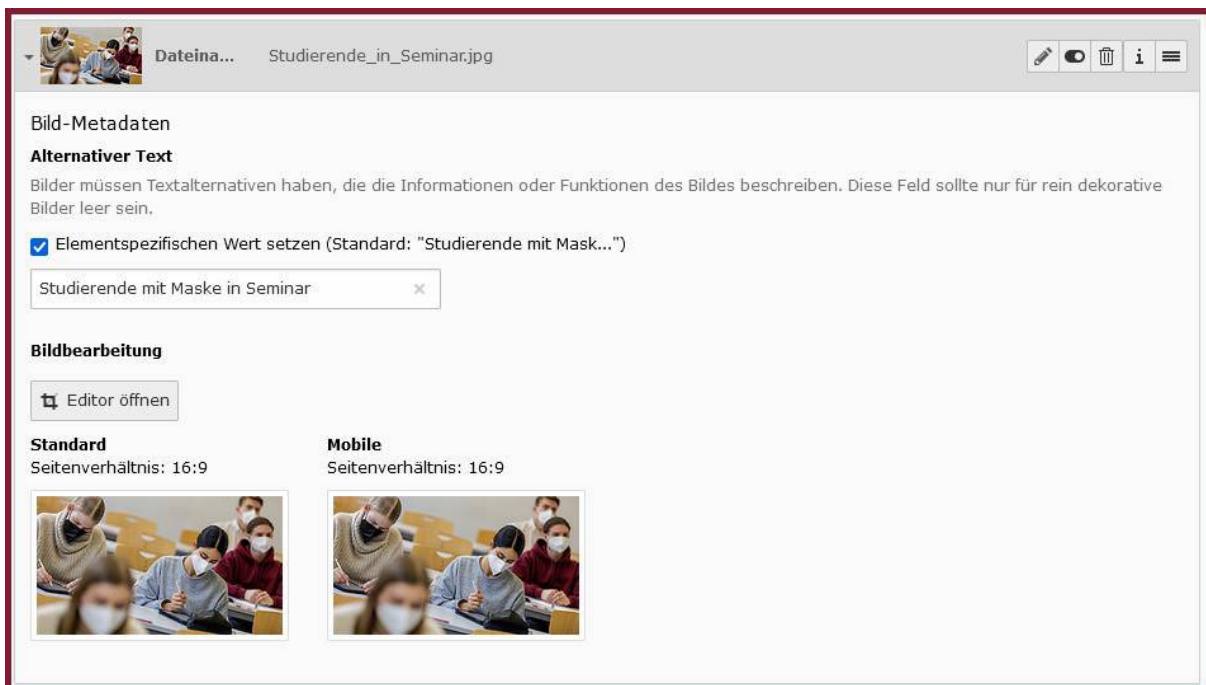 Dateina... Studierende_in_Seminar.jpg
Bild-Metadaten
Alternativer Text
Bilder müssen Textalternativen haben, die die Informationen oder Funktionen des Bildes beschreiben. Diese Feld sollte nur für rein dekorative
Bilder leer sein.
Elementspezifischen Wert setzen (Standard: "Studierende mit Mask...")
Studierende mit Maske in Seminar
Bildbearbeitung
Editor öffnen
Standard Mobile
Seitenverhältnis: 16:9 Seitenverhältnis: 16:9